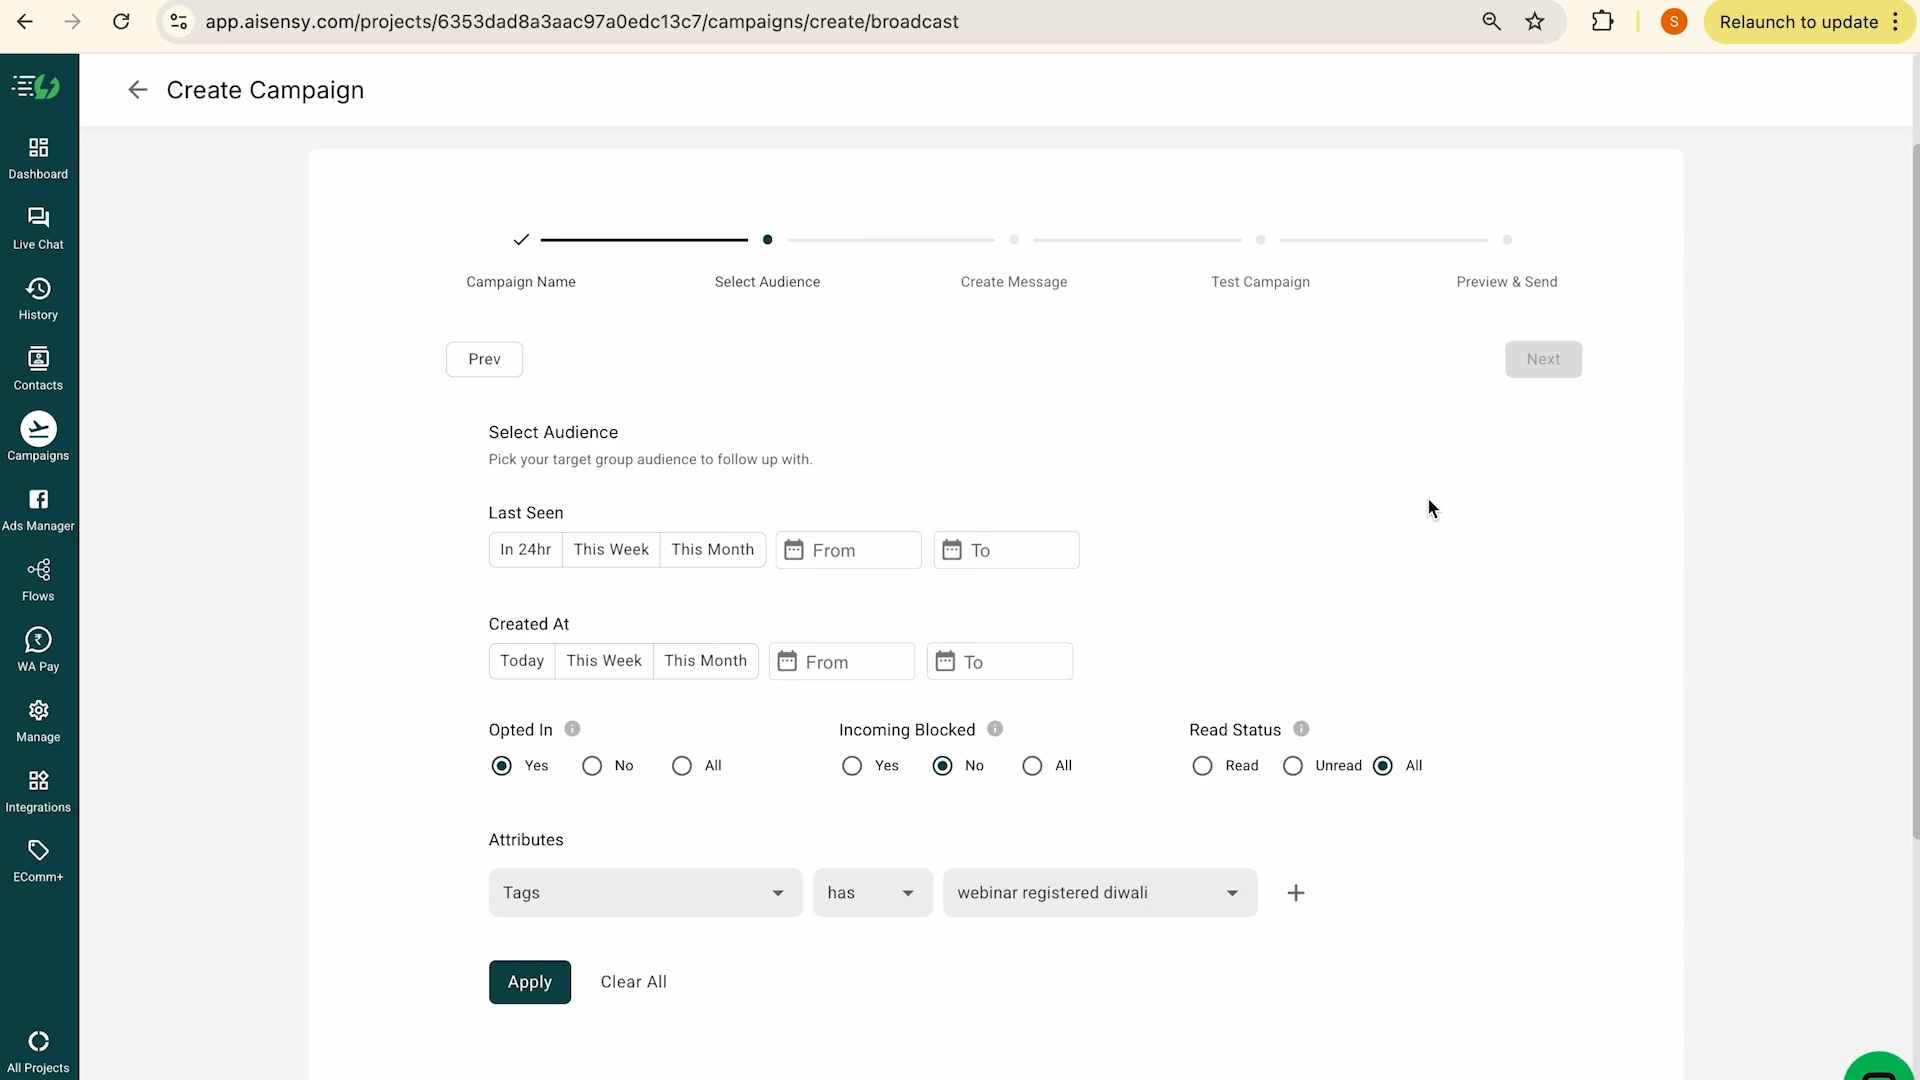 app.aisensy.com/projects/6353dad8a3aac97a0edc13c7/campaigns/create/broadcast
S
Relaunch to update
Create Campaign
Dashboard
Live Chat
History
Contacts
Campaigns
Ads Manager
Flows
WA Pay
Manage
Integrations
EComm+
All Projects
Campaign Name
Select Audience
Create Message
Test Campaign
Preview & Send
Prev
Next
Select Audience
Pick your target group audience to follow up with.
Last Seen
In 24hr This Week This Month From To
Created At
Today This Week This Month From To
Opted In Incoming Blocked Read Status
Yes No All Yes No All Read Unread All
Attributes
Tags has webinar registered diwali
Apply Clear All